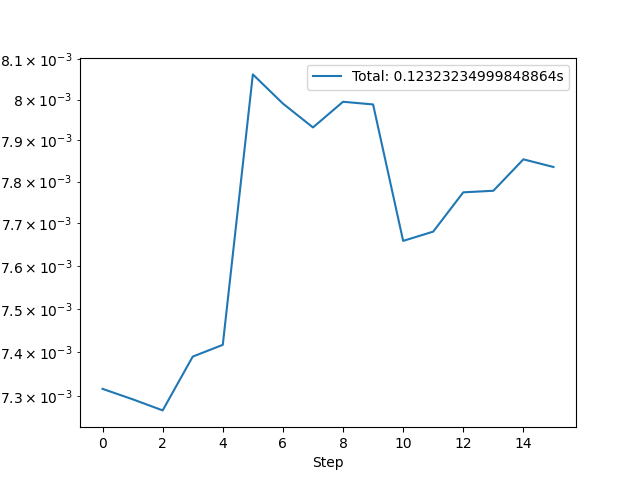 8.1 × 10⁻³
8 × 10⁻³
7.9 × 10⁻³
7.8 × 10⁻³
7.7 × 10⁻³
7.6 × 10⁻³
7.5 × 10⁻³
7.4 × 10⁻³
7.3 × 10⁻³
Total: 0.12323234999848864s
0 2 4 6 8 10 12 14
Step